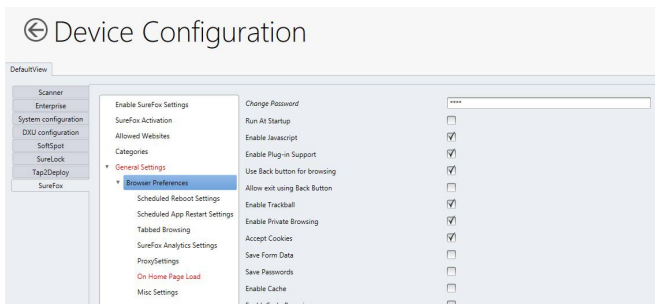 Device Configuration
DefaultView
Scanner
Enterprise
System configuration
DXU configuration
SoftSpot
SureLock
Tap2Deploy
SureFox
Enable SureFox Settings
SureFox Activation
Allowed Websites
Categories
General Settings
Browser Preferences
Scheduled Reboot Settings
Scheduled App Restart Settings
Tabbed Browsing
SureFox Analytics Settings
ProxySettings
On Home Page Load
Misc Settings
Change Password ****
Run At Startup
Enable Javascript
Enable Plug-in Support
Use Back button for browsing
Allow exit using Back Button
Enable Trackball
Enable Private Browsing
Accept Cookies
Save Form Data
Save Passwords
Enable Cache